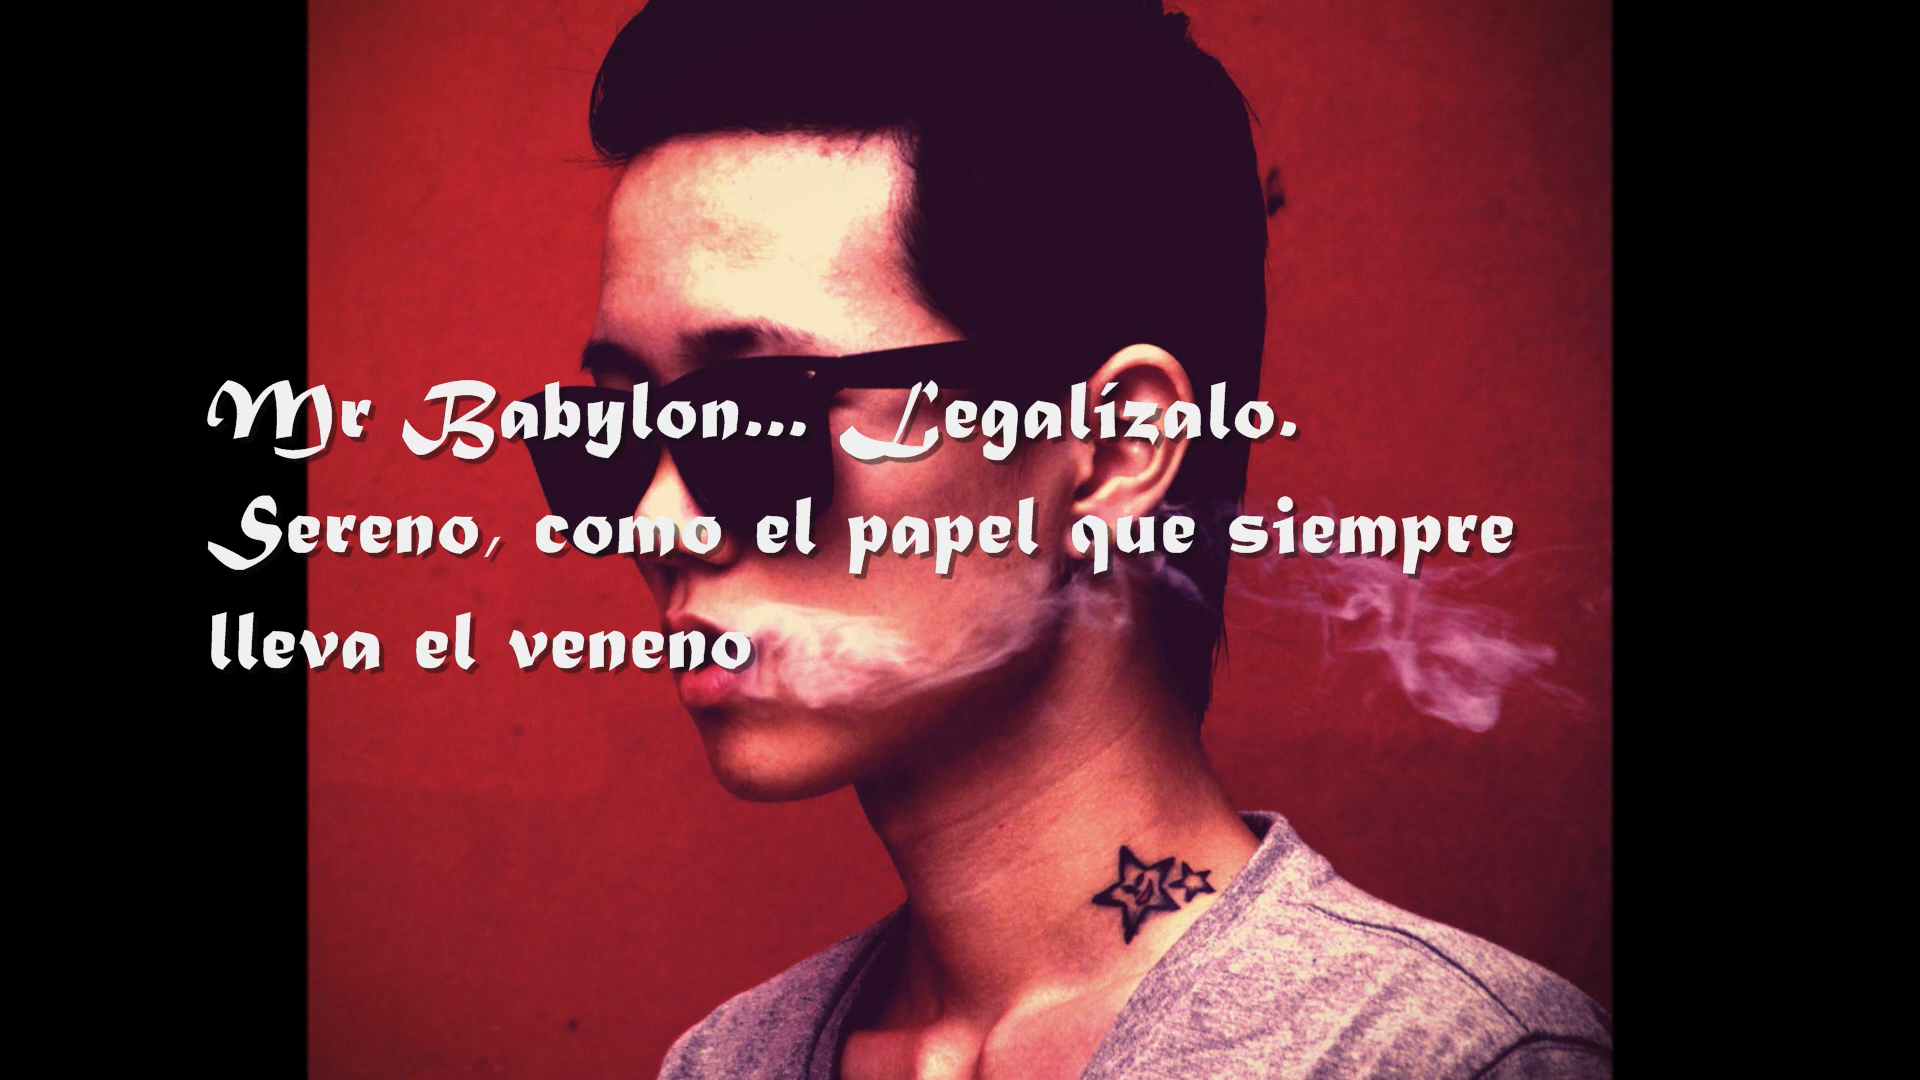 Mr Babylon... Legalízalo.
Sereno, como el papel que siempre
lleva el veneno